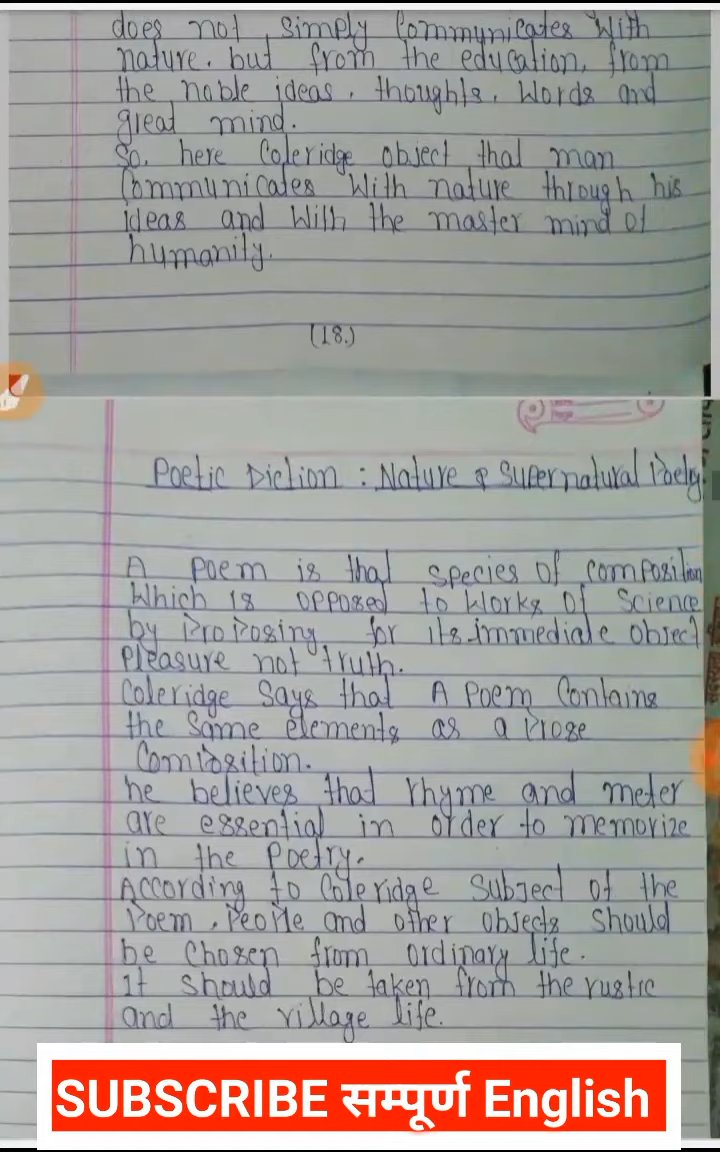 does not simply Communicates With
nature. but from the education, from
the noble ideas, thoughts, Words and
great mind.
So, here Coleridge object that man
Communicates With nature through his
ideas and With the master mind of
humanity.
(18.)
Poetic Diction : Nature & Supernatural Poetry.
A poem is that species of composition
Which is opposed to Works of Science
by Proposing for its immediate object
Pleasure not truth.
Coleridge Says that A Poem Contains
the Same elements as a Prose
Composition.
he believes that rhyme and meter
are essential in order to memorize
in the Poetry.
According to Coleridge Subject of the
Poem, People and other objects Should
be Chosen from ordinary life.
It Should be taken from the rustic
and the village life.
SUBSCRIBE सम्पूर्ण English